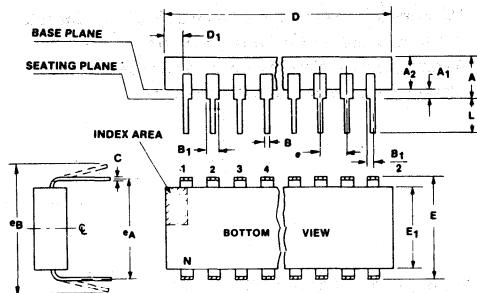 D
BASE PLANE
D1
SEATING PLANE
A2
A1
A
L
INDEX AREA
B1
B
e
B1
2
C
1 2 3 4
eB
℄
eA
BOTTOM VIEW
E1
E
N